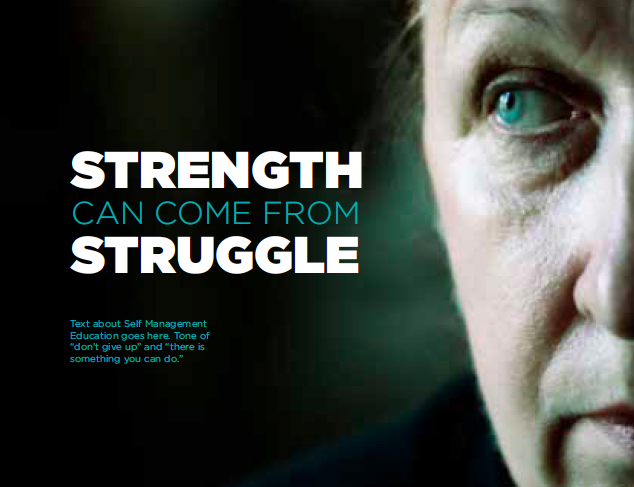 STRENGTH
CAN COME FROM
STRUGGLE
Text about Self Management
Education goes here. Tone of
"don't give up" and "there is
something you can do."